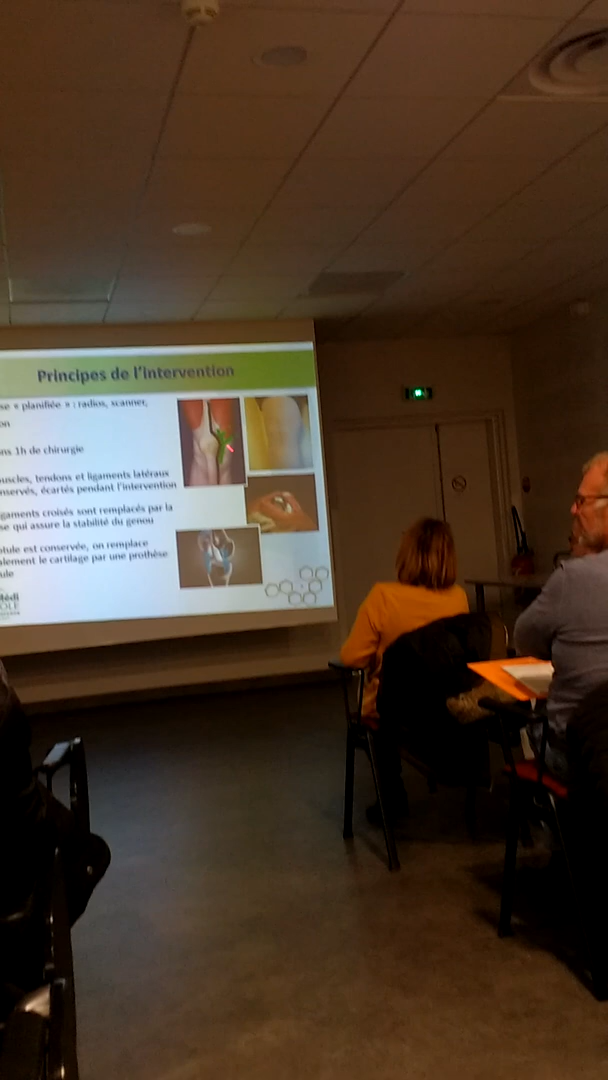 Principes de l'intervention
se « planifiée » : radios, scanner,
on
ns 1h de chirurgie
uscles, tendons et ligaments latéraux
nservés, écartés pendant l'intervention
igaments croisés sont remplacés par la
se qui assure la stabilité du genou
otule est conservée, on remplace
alement le cartilage par une prothèse
ule
Médi
OLE